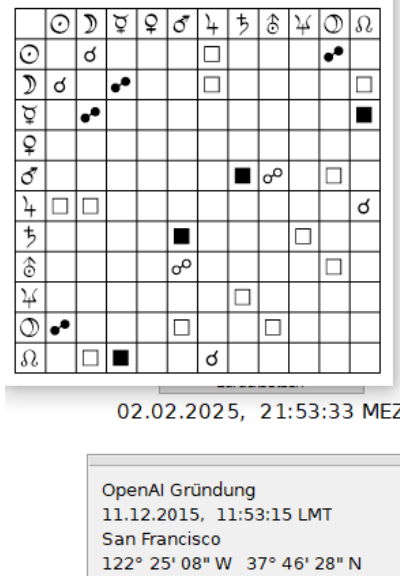 02.02.2025, 21:53:33 MEZ
OpenAI Gründung
11.12.2015, 11:53:15 LMT
San Francisco
122° 25' 08" W 37° 46' 28" N